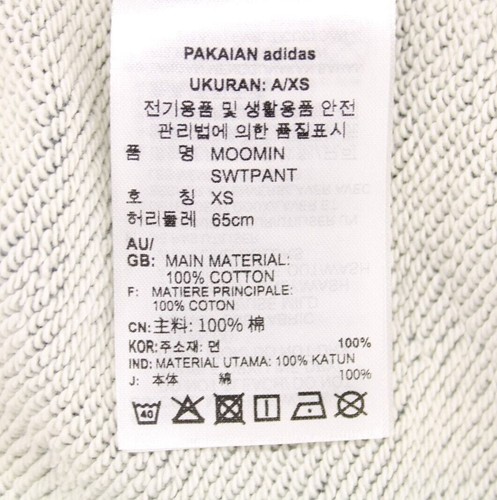 PAKAIAN adidas
UKURAN: A/XS
전기용품 및 생활용품 안전
관리법에 의한 품질표시
품 명 MOOMIN
SWTPANT
호 칭 XS
허리둘레 65cm
AU/
GB: MAIN MATERIAL:
100% COTTON
F: MATIERE PRINCIPALE:
100% COTON
CN: 主料: 100% 棉
KOR: 주소재: 면 100%
IND: MATERIAL UTAMA: 100% KATUN
J: 本体 綿 100%
40